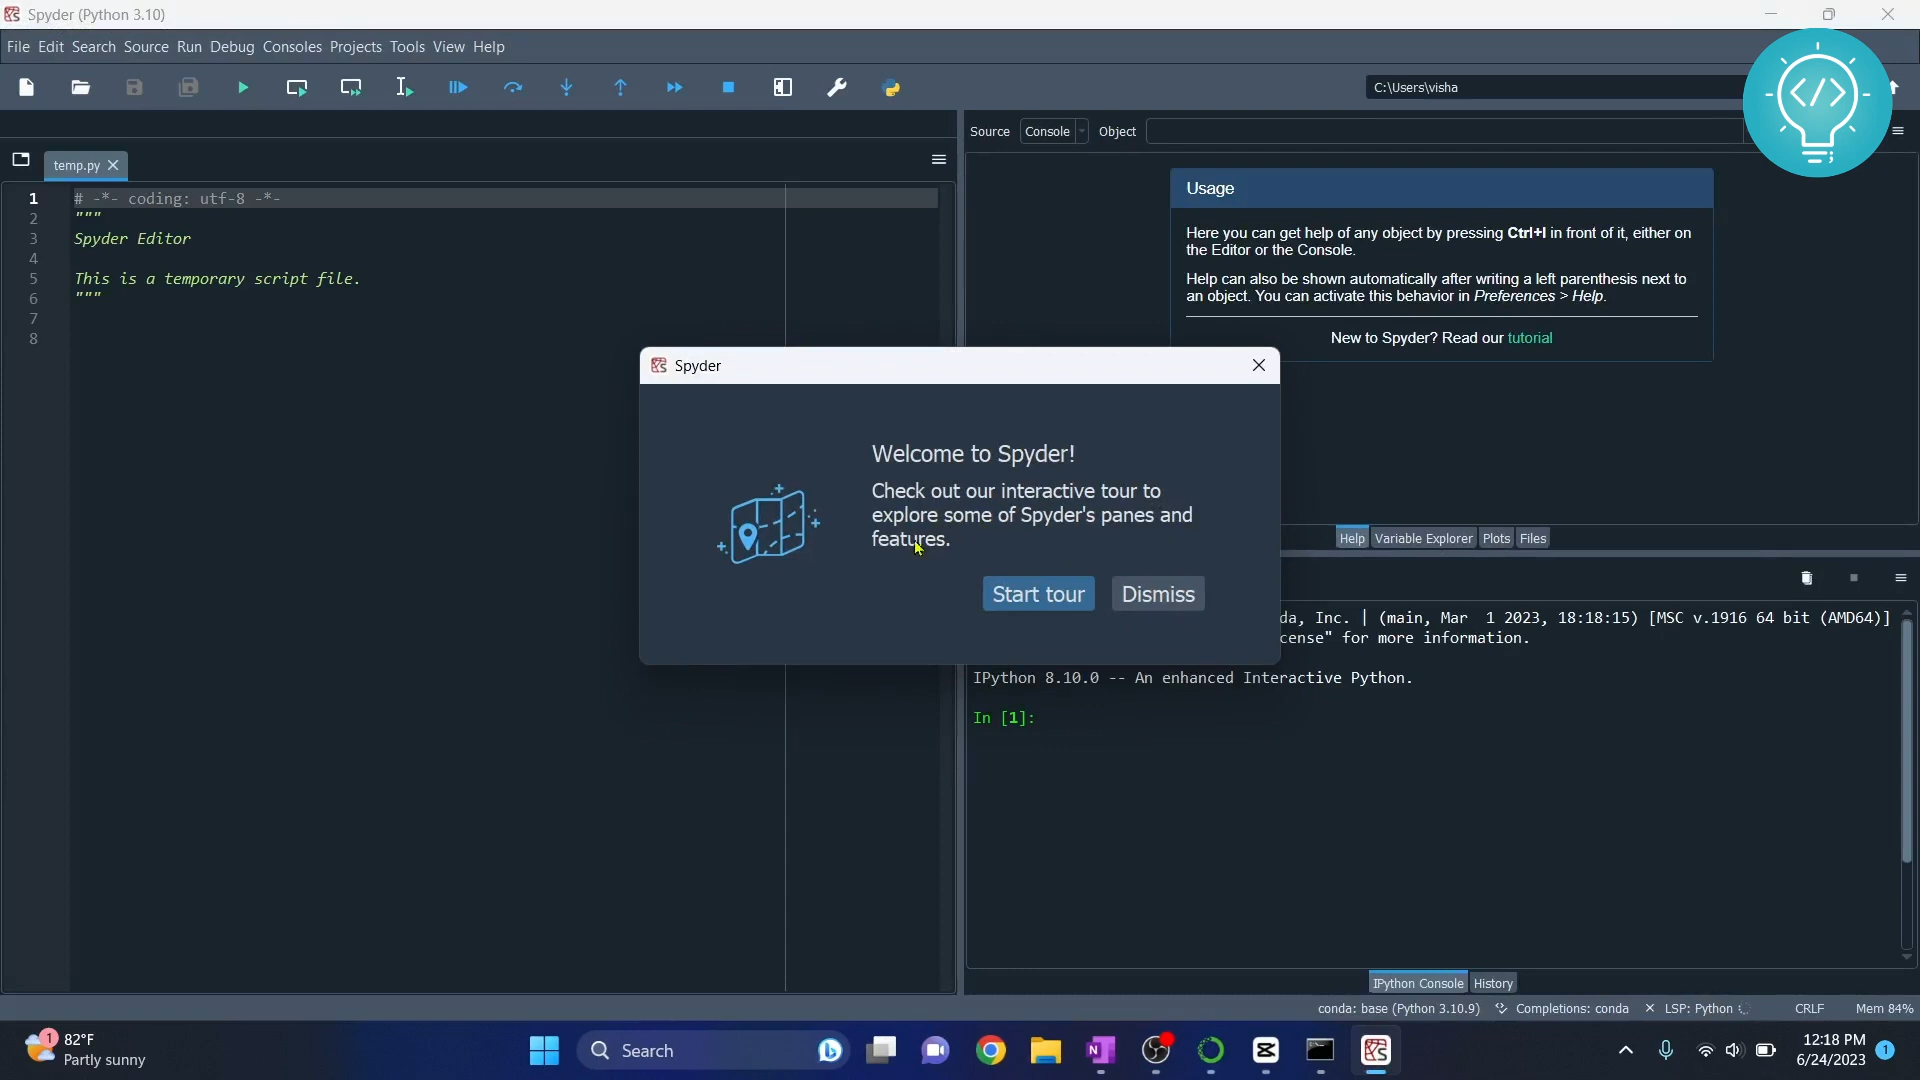 Spyder (Python 3.10)
File Edit Search Source Run Debug Consoles Projects Tools View Help
C:\Users\visha
</>
Source Console Object
temp.py
1 # -*- coding: utf-8 -*-
2 """
3 Spyder Editor
4
5 This is a temporary script file.
6 """
7
8
Usage
Here you can get help of any object by pressing Ctrl+I in front of it, either on
the Editor or the Console.
Help can also be shown automatically after writing a left parenthesis next to
an object. You can activate this behavior in Preferences > Help.
New to Spyder? Read our tutorial
Spyder
Welcome to Spyder!
Check out our interactive tour to
explore some of Spyder's panes and
features.
Start tour Dismiss
Help Variable Explorer Plots Files
da, Inc. | (main, Mar 1 2023, 18:18:15) [MSC v.1916 64 bit (AMD64)]
cense" for more information.
IPython 8.10.0 -- An enhanced Interactive Python.
In [1]:
IPython Console History
conda: base (Python 3.10.9) Completions: conda LSP: Python CRLF Mem 84%
1 82°F
Partly sunny
Search
12:18 PM
6/24/2023
1